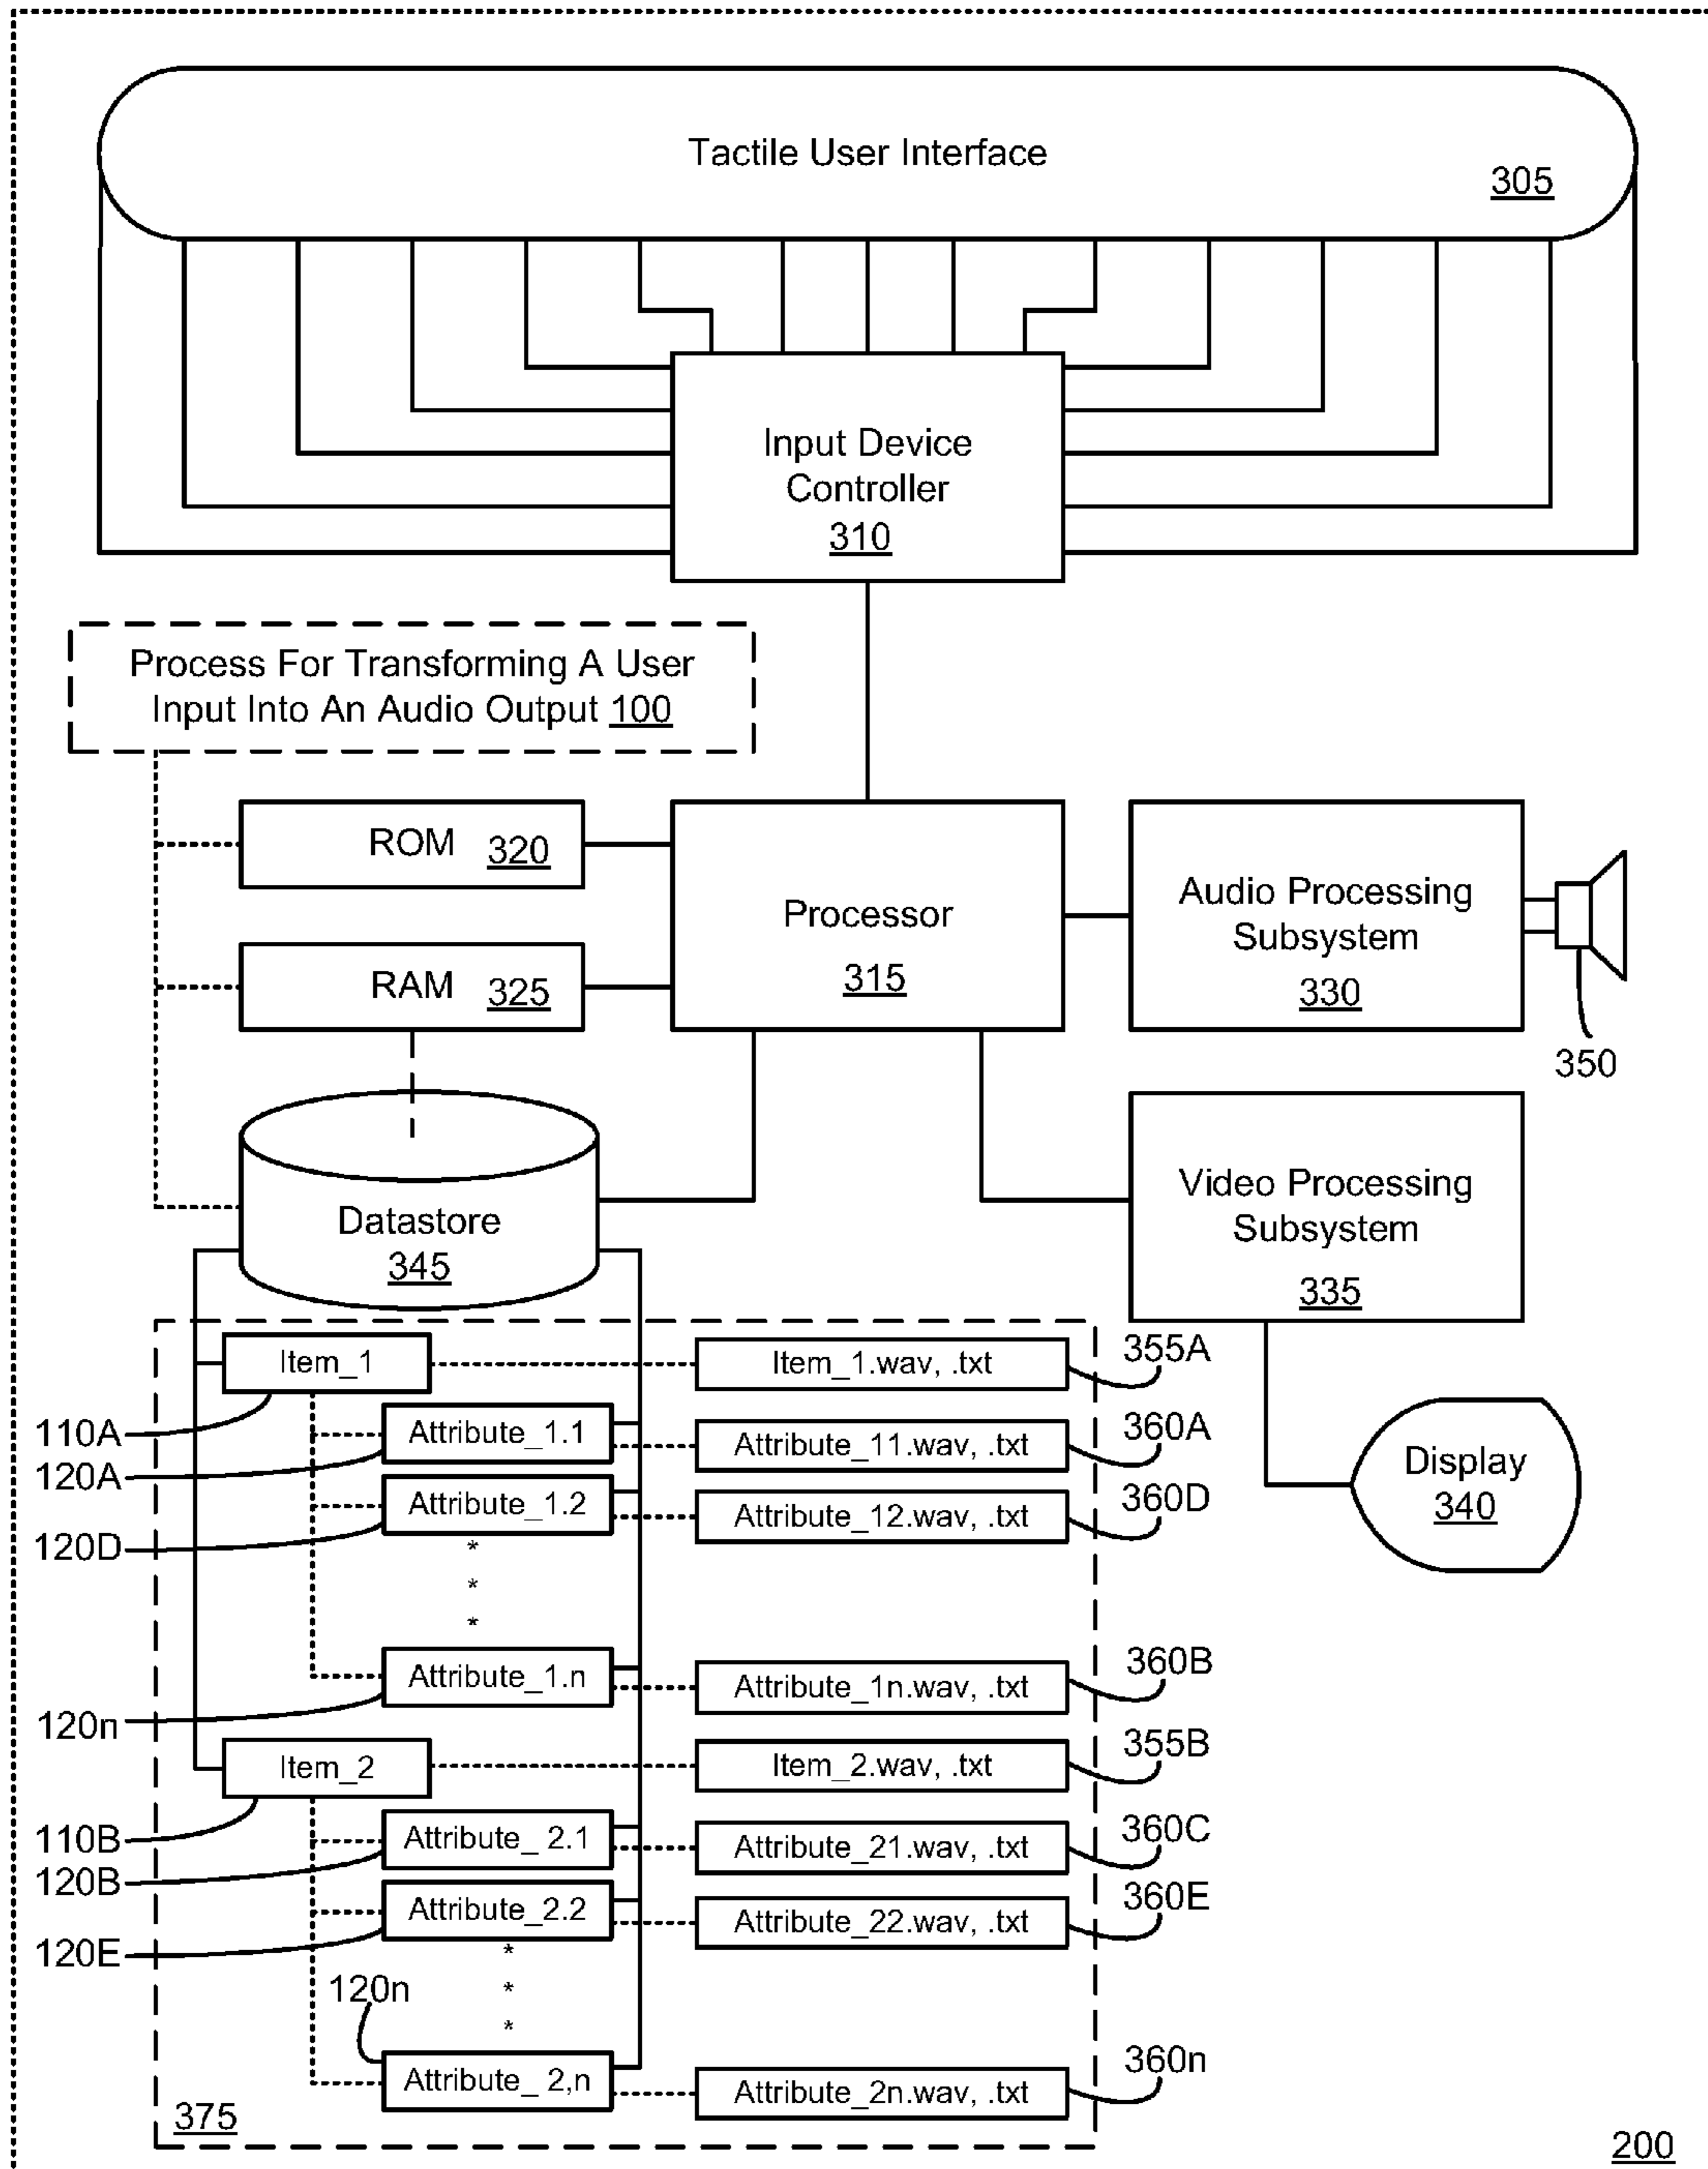 Tactile User Interface
305
Input Device
Controller
310
Process For Transforming A User
Input Into An Audio Output 100
ROM 320
RAM 325
Processor
315
Audio Processing
Subsystem
330
350
Datastore
345
Video Processing
Subsystem
335
Display
340
Item_1
Item_1.wav, .txt
355A
110A
Attribute_1.1
Attribute_11.wav, .txt
360A
120A
Attribute_1.2
Attribute_12.wav, .txt
360D
120D
*
*
*
Attribute_1.n
Attribute_1n.wav, .txt
360B
120n
Item_2
Item_2.wav, .txt
355B
110B
Attribute_ 2.1
Attribute_21.wav, .txt
360C
120B
Attribute_2.2
Attribute_22.wav, .txt
360E
120E
*
*
*
120n
Attribute_ 2,n
Attribute_2n.wav, .txt
360n
375
200